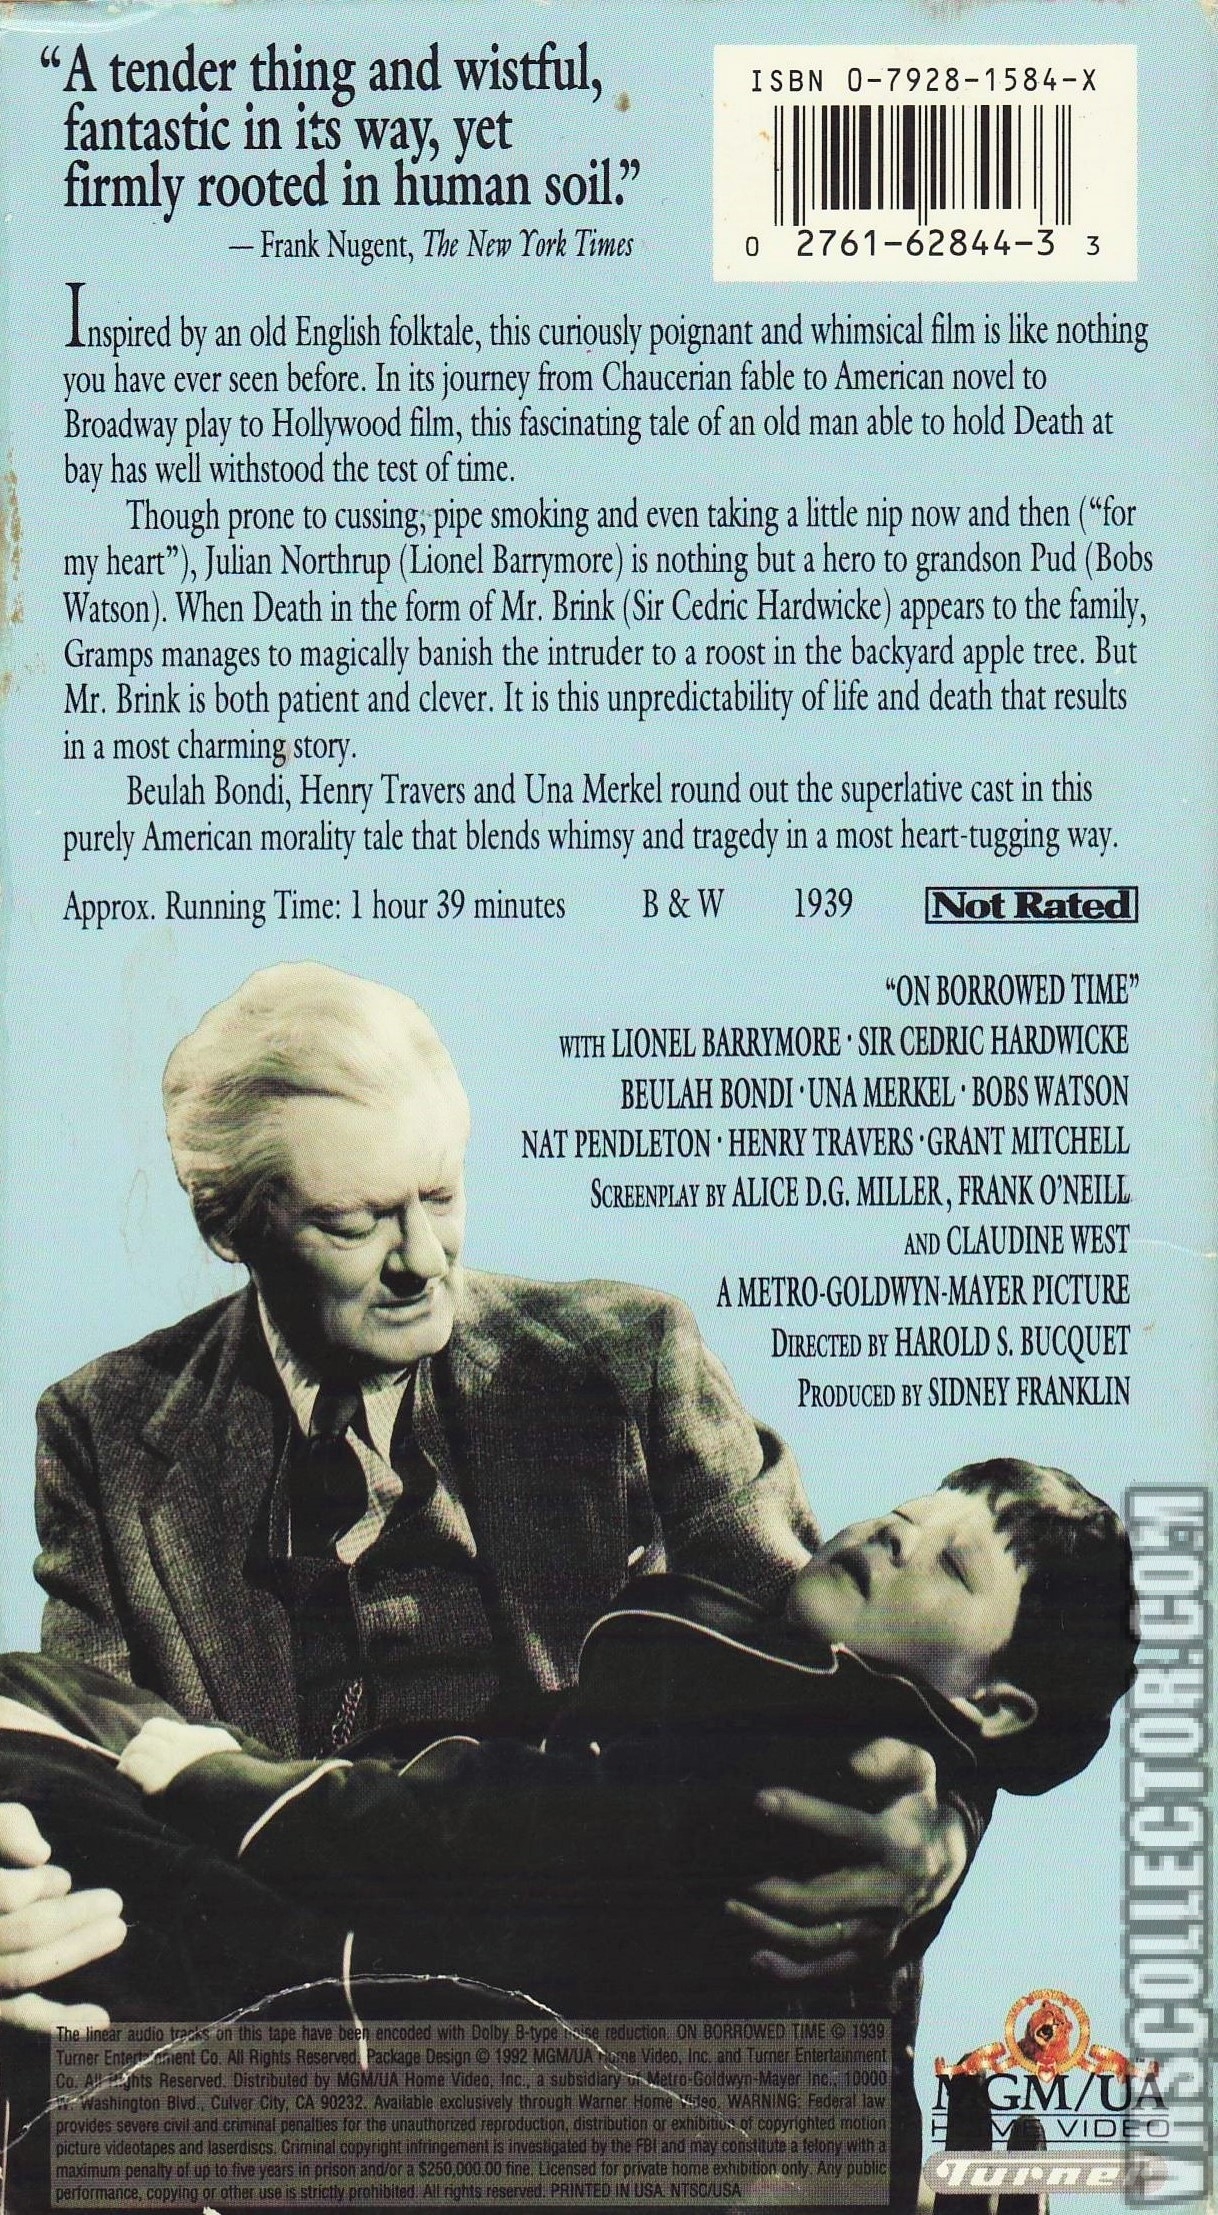 “A tender thing and wistful,
fantastic in its way, yet
firmly rooted in human soil.”
— Frank Nugent, The New York Times
ISBN 0-7928-1584-X
0 2761-62844-3 3
Inspired by an old English folktale, this curiously poignant and whimsical film is like nothing
you have ever seen before. In its journey from Chaucerian fable to American novel to
Broadway play to Hollywood film, this fascinating tale of an old man able to hold Death at
bay has well withstood the test of time.
Though prone to cussing, pipe smoking and even taking a little nip now and then (“for
my heart”), Julian Northrup (Lionel Barrymore) is nothing but a hero to grandson Pud (Bobs
Watson). When Death in the form of Mr. Brink (Sir Cedric Hardwicke) appears to the family,
Gramps manages to magically banish the intruder to a roost in the backyard apple tree. But
Mr. Brink is both patient and clever. It is this unpredictability of life and death that results
in a most charming story.
Beulah Bondi, Henry Travers and Una Merkel round out the superlative cast in this
purely American morality tale that blends whimsy and tragedy in a most heart-tugging way.
Approx. Running Time: 1 hour 39 minutes B & W 1939 Not Rated
“ON BORROWED TIME”
WITH LIONEL BARRYMORE · SIR CEDRIC HARDWICKE
BEULAH BONDI · UNA MERKEL · BOBS WATSON
NAT PENDLETON · HENRY TRAVERS · GRANT MITCHELL
SCREENPLAY BY ALICE D.G. MILLER, FRANK O’NEILL
AND CLAUDINE WEST
A METRO-GOLDWYN-MAYER PICTURE
DIRECTED BY HAROLD S. BUCQUET
PRODUCED BY SIDNEY FRANKLIN
The linear audio tracks on this tape have been encoded with Dolby B-type noise reduction. ON BORROWED TIME © 1939
Turner Entertainment Co. All Rights Reserved. Package Design © 1992 MGM/UA Home Video, Inc. and Turner Entertainment
Co. All Rights Reserved. Distributed by MGM/UA Home Video, Inc., a subsidiary of Metro-Goldwyn-Mayer Inc., 10000
W. Washington Blvd., Culver City, CA 90232. Available exclusively through Warner Home Video. WARNING: Federal law
provides severe civil and criminal penalties for the unauthorized reproduction, distribution or exhibition of copyrighted motion
picture videotapes and laserdiscs. Criminal copyright infringement is investigated by the FBI and may constitute a felony with a
maximum penalty of up to five years in prison and/or a $250,000.00 fine. Licensed for private home exhibition only. Any public
performance, copying or other use is strictly prohibited. All rights reserved. PRINTED IN USA. NTSC/USA
MGM/UA
HOME VIDEO
Turner
VHSCOLLECTOR.COM